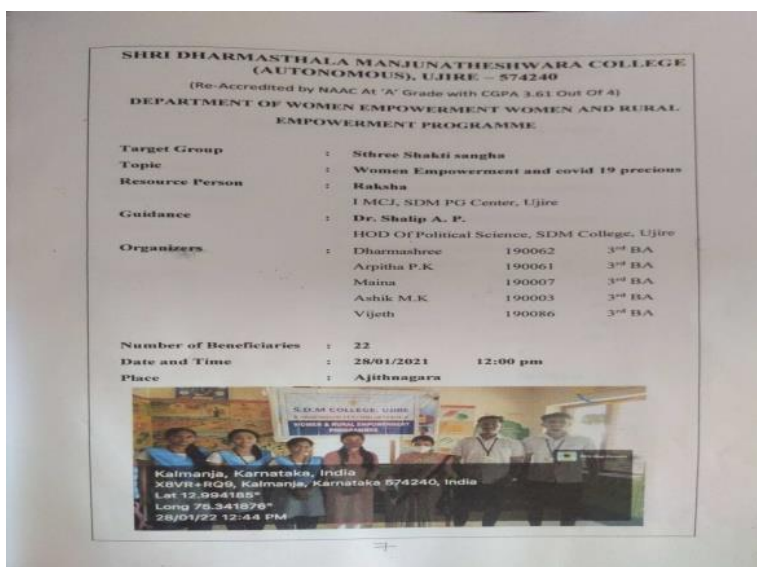 SHRI DHARMASTHALA MANJUNATHESHWARA COLLEGE
(AUTONOMOUS), UJIRE – 574240
(Re-Accredited by NAAC At 'A' Grade with CGPA 3.61 Out Of 4)
DEPARTMENT OF WOMEN EMPOWERMENT WOMEN AND RURAL
EMPOWERMENT PROGRAMME
Target Group : Sthree Shakti sangha
Topic : Women Empowerment and covid 19 precious
Resource Person : Raksha
I MCJ, SDM PG Center, Ujire
Guidance : Dr. Shalip A. P.
HOD Of Political Science, SDM College, Ujire
Organizers : Dharmashree 190062 3rd BA
Arpitha P.K 190061 3rd BA
Maina 190007 3rd BA
Ashik M.K 190003 3rd BA
Vijeth 190086 3rd BA
Number of Beneficiaries : 22
Date and Time : 28/01/2021 12:00 pm
Place : Ajithnagara
S.D.M COLLEGE, UJIRE
WOMEN & RURAL EMPOWERMENT
PROGRAMME
Kalmanja, Karnataka, India
X8VR+RQ9, Kalmanja, Karnataka 574240, India
Lat 12.994185°
Long 75.341876°
28/01/22 12:44 PM